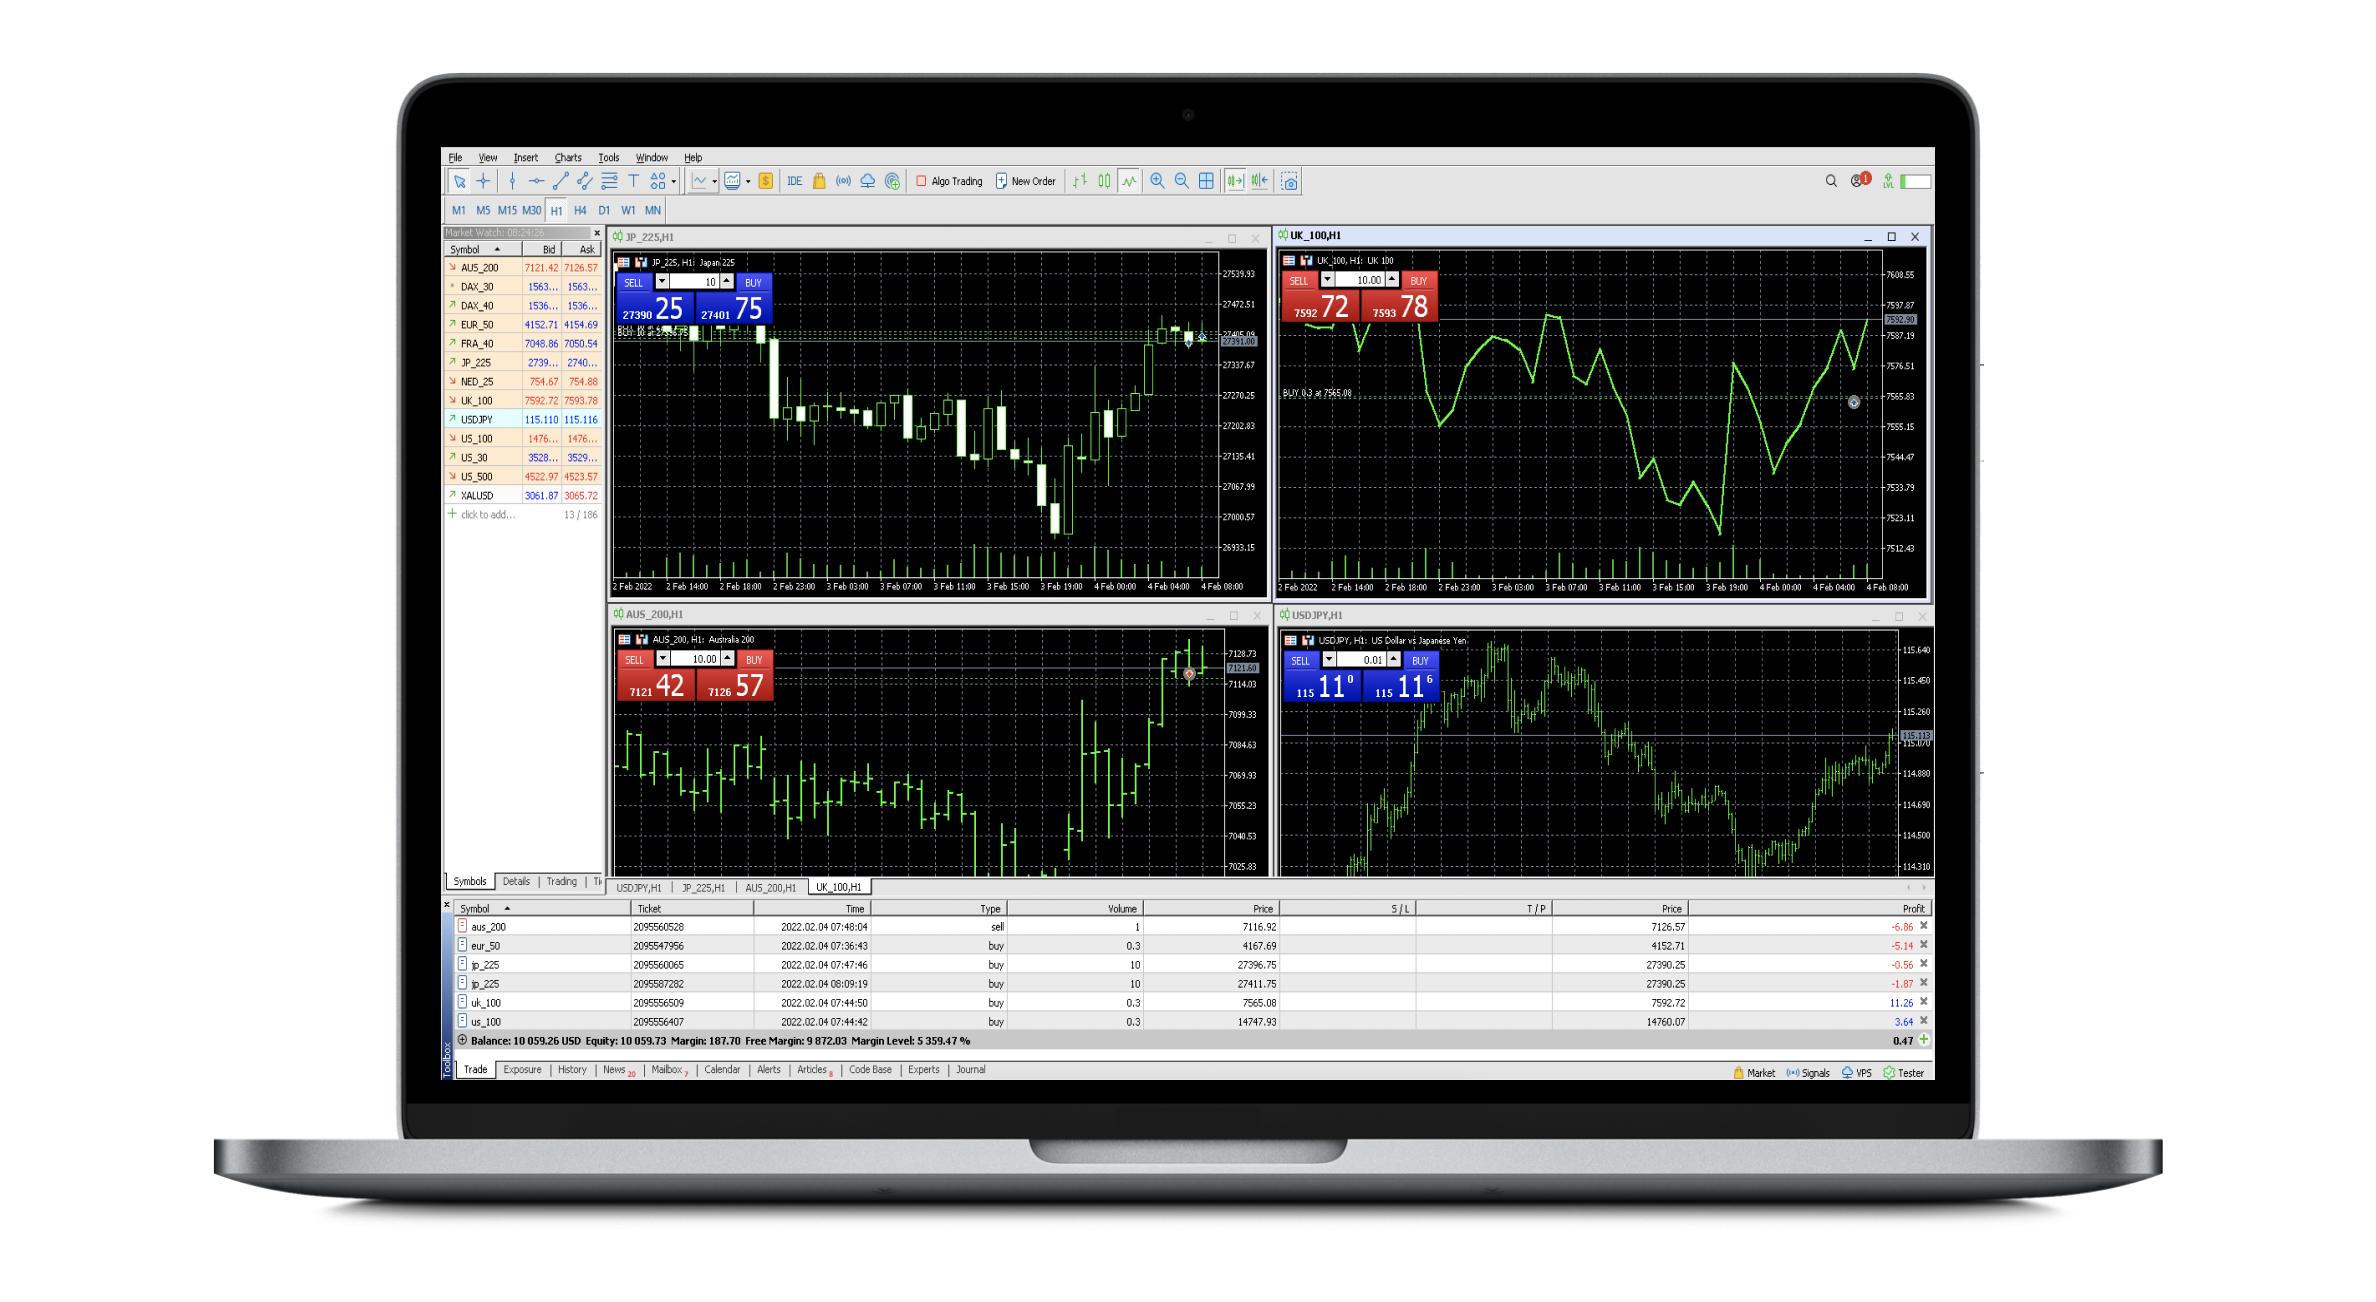 File View Insert Charts Tools Window Help
IDE Algo Trading New Order 1 LVL
M1 M5 M15 M30 H1 H4 D1 W1 MN
Market Watch: 08:24:26
Symbol Bid Ask
AUS_200 7121.42 7126.57
DAX_30 1563... 1563...
DAX_40 1536... 1536...
EUR_50 4152.71 4154.69
FRA_40 7048.86 7050.54
JP_225 2739... 2740...
NED_25 754.67 754.88
UK_100 7592.72 7593.78
USDJPY 115.110 115.116
US_100 1476... 1476...
US_30 3528... 3529...
US_500 4522.97 4523.57
XALUSD 3061.87 3065.72
click to add... 13 / 186
Symbols Details Trading
JP_225,H1
JP_225, H1: Japan 225
SELL 10 BUY
27390 25 27401 75
27539.93
27472.51
27405.09
27391.00
27337.67
27270.25
27202.83
27135.41
27067.99
27000.57
26933.15
2 Feb 2022 2 Feb 14:00 2 Feb 18:00 2 Feb 23:00 3 Feb 03:00 3 Feb 07:00 3 Feb 11:00 3 Feb 15:00 3 Feb 19:00 4 Feb 00:00 4 Feb 04:00 4 Feb 08:00
UK_100,H1
UK_100, H1: UK 100
SELL 10.00 BUY
7592 72 7593 78
BUY 0.3 at 7565.08
7608.55
7597.87
7592.90
7587.19
7576.51
7565.83
7555.15
7544.47
7533.79
7523.11
7512.43
2 Feb 2022 2 Feb 14:00 2 Feb 18:00 2 Feb 23:00 3 Feb 03:00 3 Feb 07:00 3 Feb 11:00 3 Feb 15:00 3 Feb 19:00 4 Feb 00:00 4 Feb 04:00 4 Feb 08:00
AUS_200,H1
AUS_200, H1: Australia 200
SELL 10.00 BUY
7121 42 7126 57
7128.73
7121.60
7114.03
7099.33
7084.63
7069.93
7055.23
7040.53
7025.83
USDJPY,H1
USDJPY, H1: US Dollar vs Japanese Yen
SELL 0.01 BUY
115 11 0 115 11 6
115.640
115.450
115.260
115.113
115.070
114.880
114.690
114.500
114.310
USDJPY,H1 JP_225,H1 AUS_200,H1 UK_100,H1
Symbol Ticket Time Type Volume Price S / L T / P Price Profit
aus_200 2095560528 2022.02.04 07:48:04 sell 1 7116.92 7126.57 -6.86
eur_50 2095547956 2022.02.04 07:36:43 buy 0.3 4167.69 4152.71 -5.14
jp_225 2095560065 2022.02.04 07:47:46 buy 10 27396.75 27390.25 -0.56
jp_225 2095587282 2022.02.04 08:09:19 buy 10 27411.75 27390.25 -1.87
uk_100 2095556509 2022.02.04 07:44:50 buy 0.3 7565.08 7592.72 11.26
us_100 2095556407 2022.02.04 07:44:42 buy 0.3 14747.93 14760.07 3.64
Balance: 10 059.26 USD Equity: 10 059.73 Margin: 187.70 Free Margin: 9 872.03 Margin Level: 5 359.47 % 0.47
Toolbox
Trade Exposure History News 20 Mailbox 7 Calendar Alerts Articles 8 Code Base Experts Journal
Market Signals VPS Tester